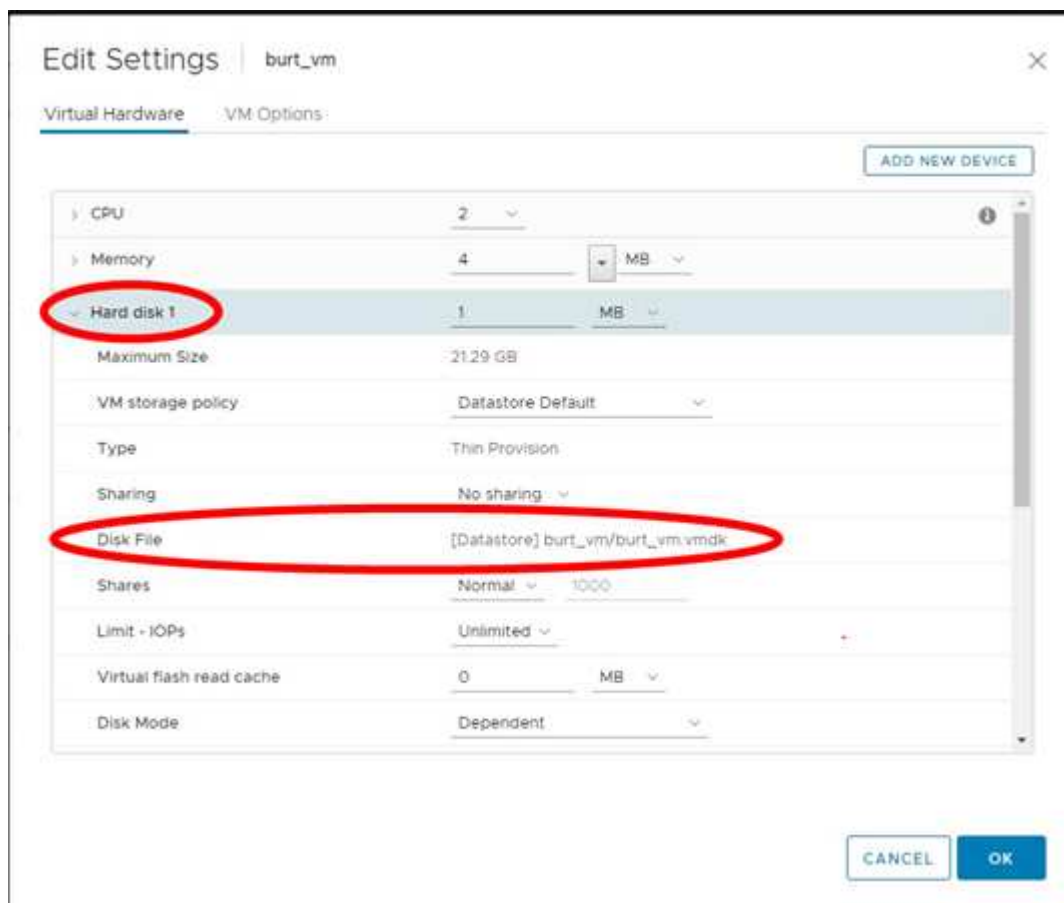 Edit Settings burt_vm
Virtual Hardware VM Options
ADD NEW DEVICE
CPU 2
Memory 4 MB
Hard disk 1 1 MB
Maximum Size 21.29 GB
VM storage policy Datastore Default
Type Thin Provision
Sharing No sharing
Disk File [Datastore] burt_vm/burt_vm.vmdk
Shares Normal 1000
Limit - IOPs Unlimited
Virtual flash read cache 0 MB
Disk Mode Dependent
CANCEL OK